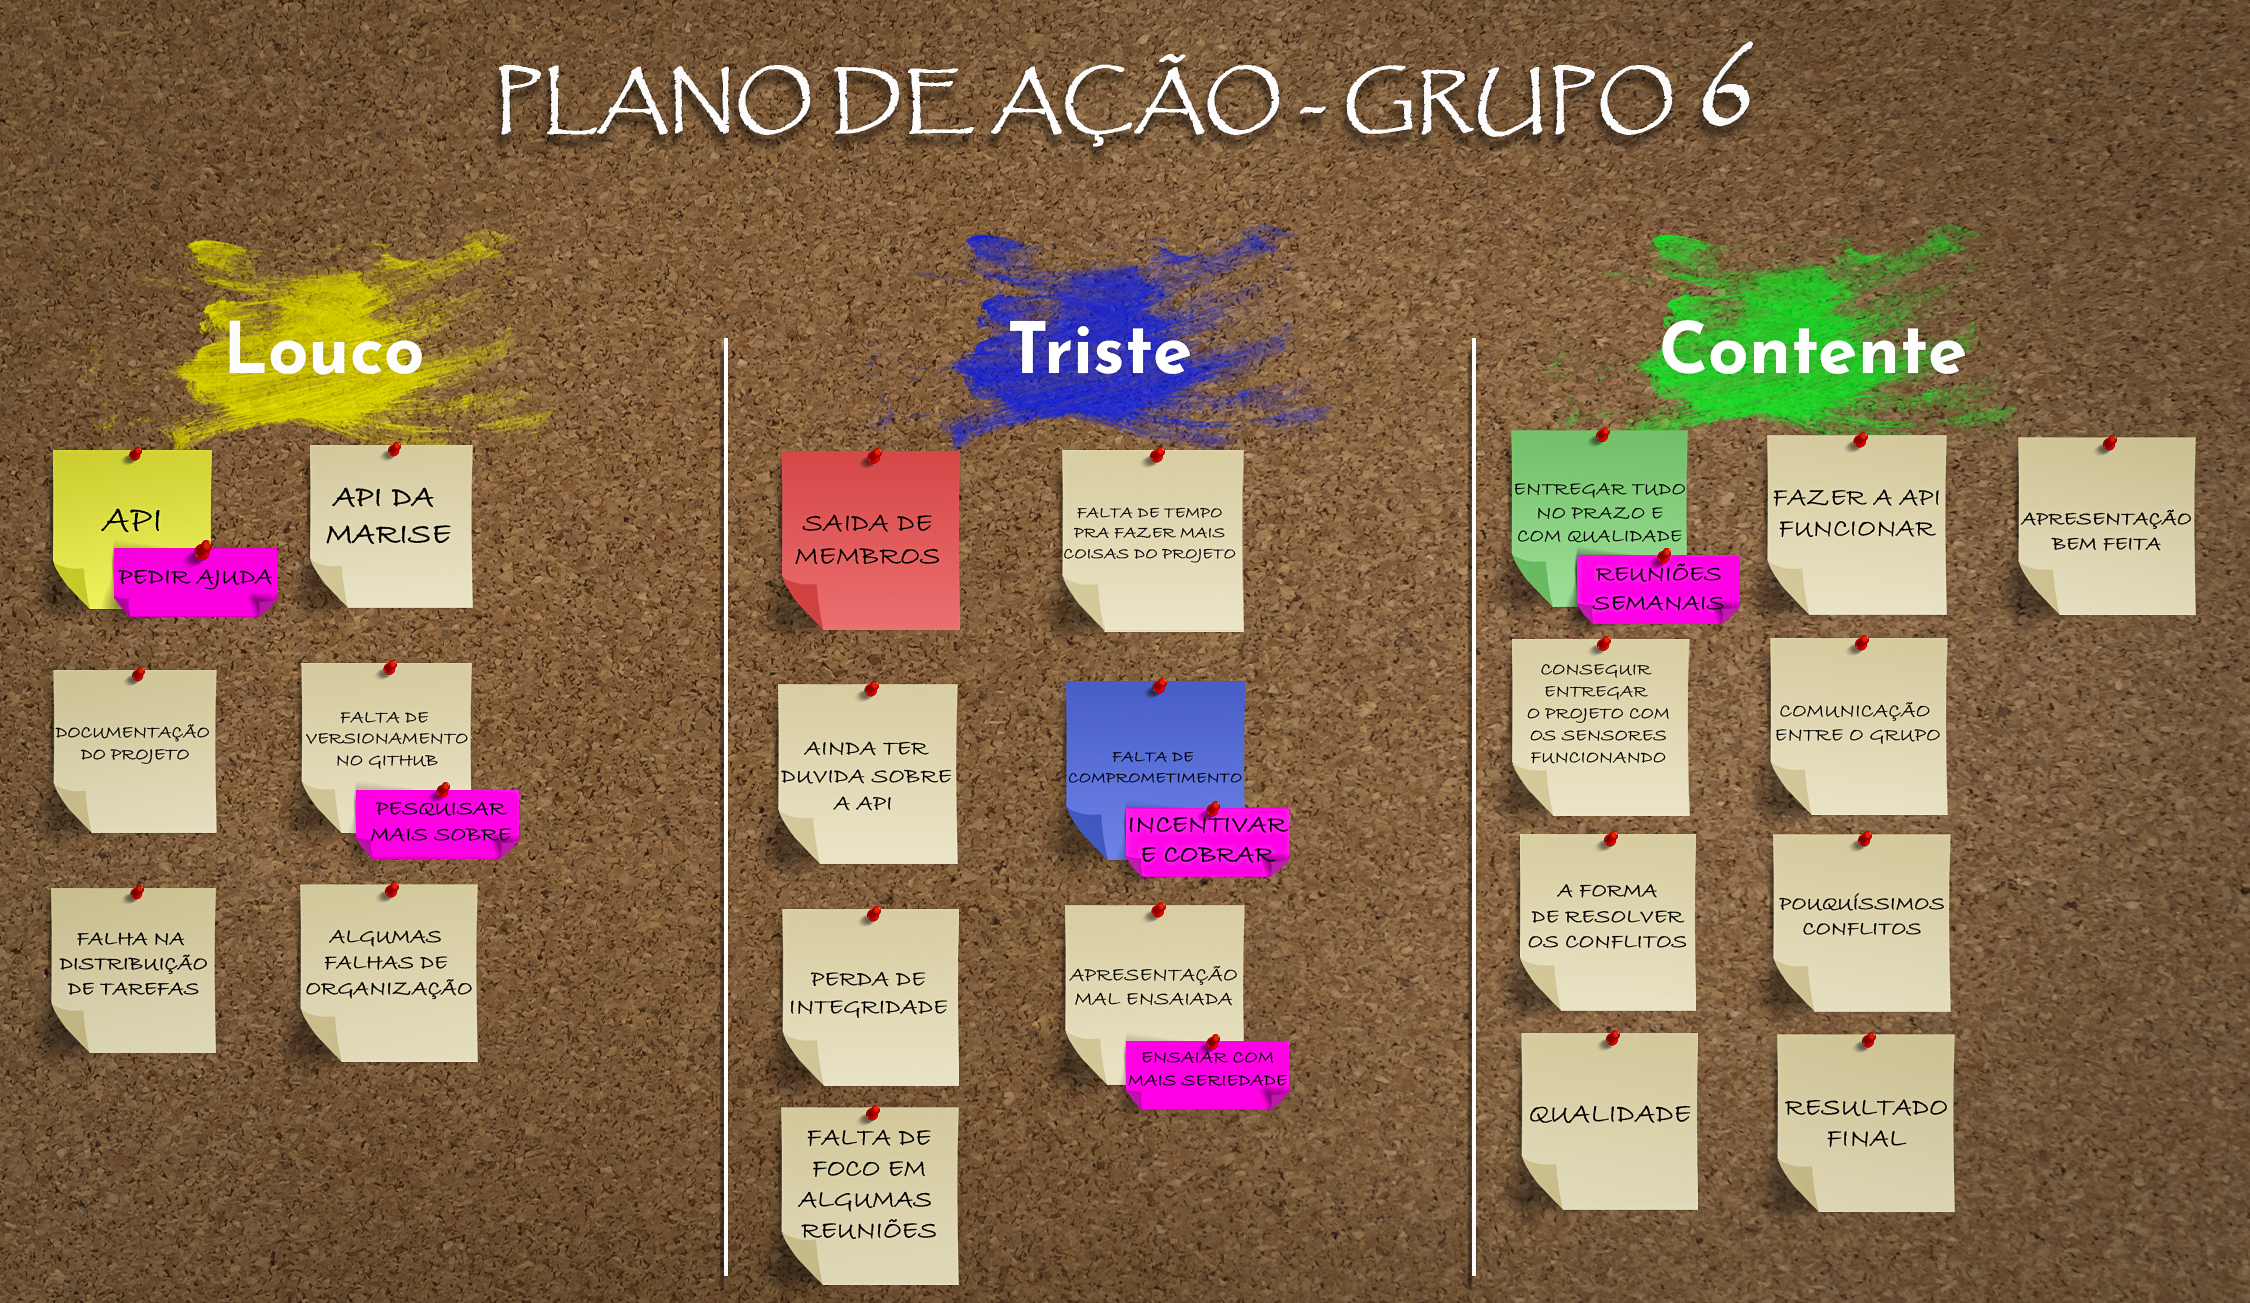 PLANO DE AÇÃO - GRUPO 6
Louco
API
PEDIR AJUDA
API DA
MARISE
DOCUMENTAÇÃO
DO PROJETO
FALTA DE
VERSIONAMENTO
NO GITHUB
PESQUISAR
MAIS SOBRE
FALHA NA
DISTRIBUIÇÃO
DE TAREFAS
ALGUMAS
FALHAS DE
ORGANIZAÇÃO
Triste
SAIDA DE
MEMBROS
FALTA DE TEMPO
PRA FAZER MAIS
COISAS DO PROJETO
AINDA TER
DUVIDA SOBRE
A API
FALTA DE
COMPROMETIMENTO
INCENTIVAR
E COBRAR
PERDA DE
INTEGRIDADE
APRESENTAÇÃO
MAL ENSAIADA
ENSAIAR COM
MAIS SERIEDADE
FALTA DE
FOCO EM
ALGUMAS
REUNIÕES
Contente
ENTREGAR TUDO
NO PRAZO E
COM QUALIDADE
REUNIÕES
SEMANAIS
FAZER A API
FUNCIONAR
APRESENTAÇÃO
BEM FEITA
CONSEGUIR
ENTREGAR
O PROJETO COM
OS SENSORES
FUNCIONANDO
COMUNICAÇÃO
ENTRE O GRUPO
A FORMA
DE RESOLVER
OS CONFLITOS
POUQUÍSSIMOS
CONFLITOS
QUALIDADE
RESULTADO
FINAL